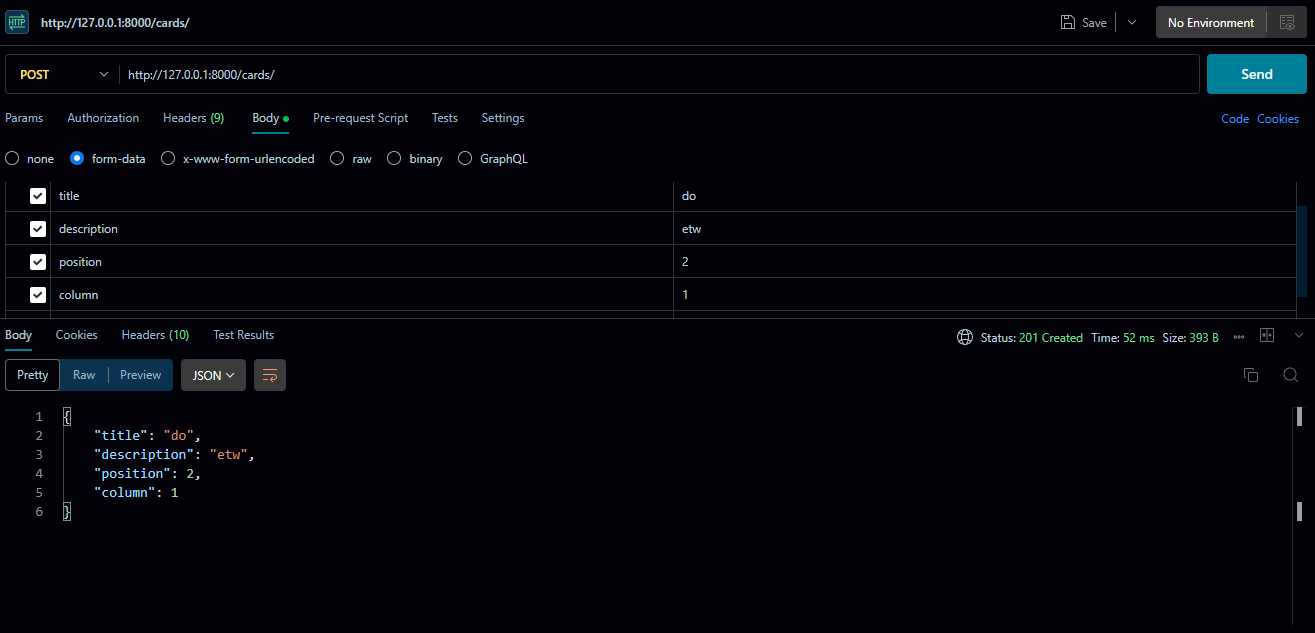 HTTP http://127.0.0.1:8000/cards/ Save No Environment
POST http://127.0.0.1:8000/cards/ Send
Params Authorization Headers (9) Body Pre-request Script Tests Settings Code Cookies
none form-data x-www-form-urlencoded raw binary GraphQL
title do
description etw
position 2
column 1
Body Cookies Headers (10) Test Results Status: 201 Created Time: 52 ms Size: 393 B
Pretty Raw Preview JSON
1 {
2 "title": "do",
3 "description": "etw",
4 "position": 2,
5 "column": 1
6 }